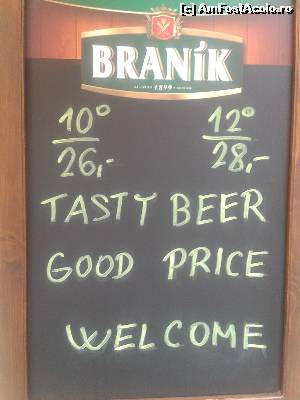 (c) AmFostAcolo.ro
BRANÍK
1899
10° 12°
26,- 28,-
TASTY BEER
GOOD PRICE
WELCOME